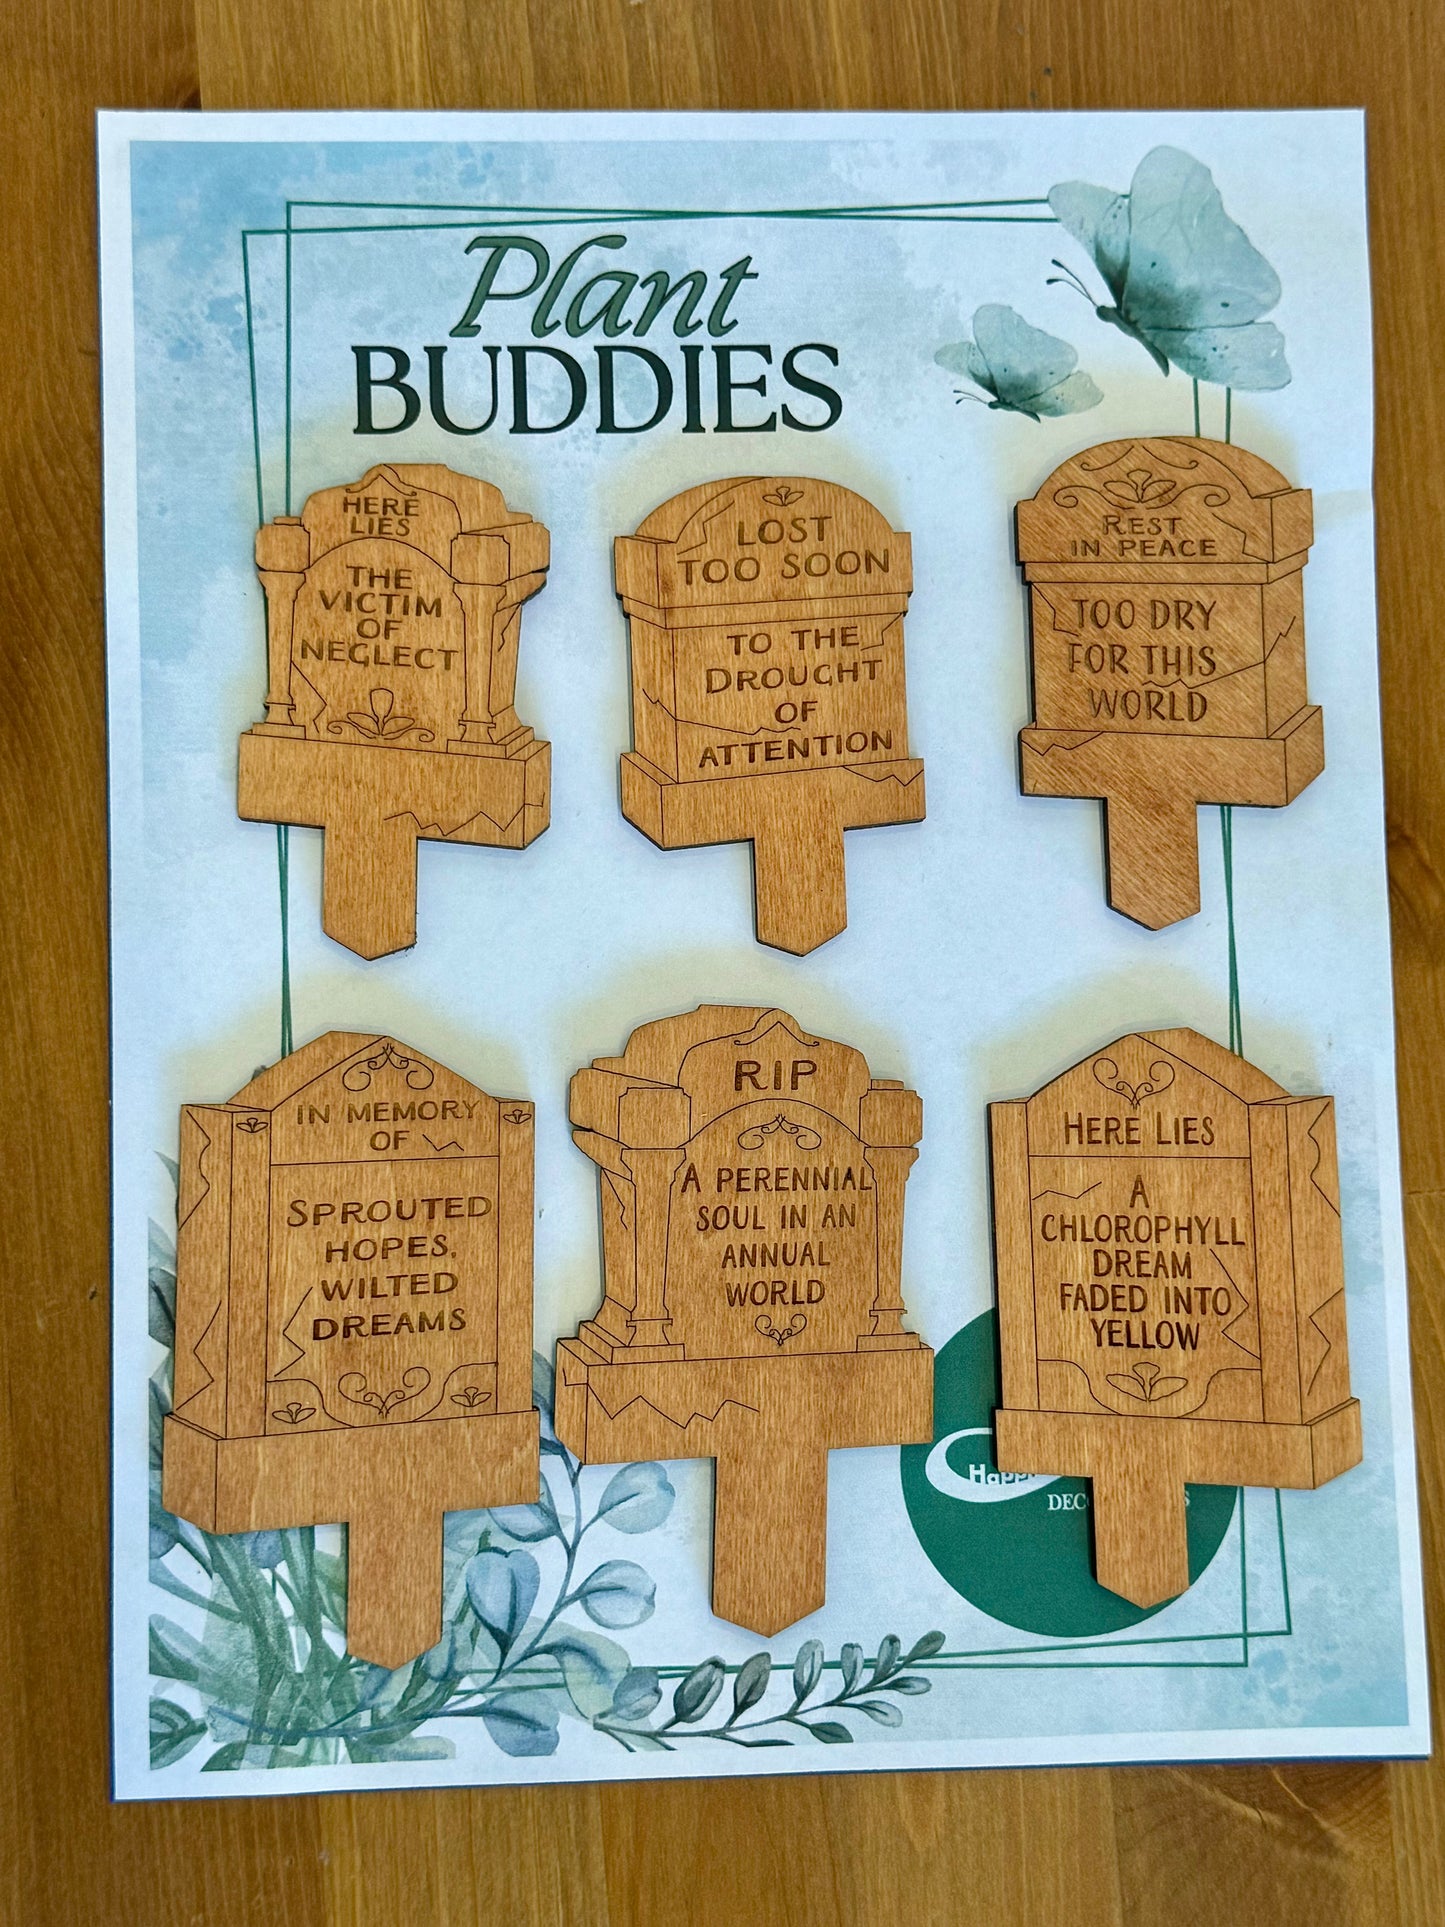 Plant
BUDDIES
HERE
LIES
THE
VICTIM
OF
NEGLECT
LOST
TOO SOON
TO THE
DROUGHT
OF
ATTENTION
REST
IN PEACE
TOO DRY
FOR THIS
WORLD
IN MEMORY
OF
SPROUTED
HOPES,
WILTED
DREAMS
RIP
A PERENNIAL
SOUL IN AN
ANNUAL
WORLD
HERE LIES
A
CHLOROPHYLL
DREAM
FADED INTO
YELLOW